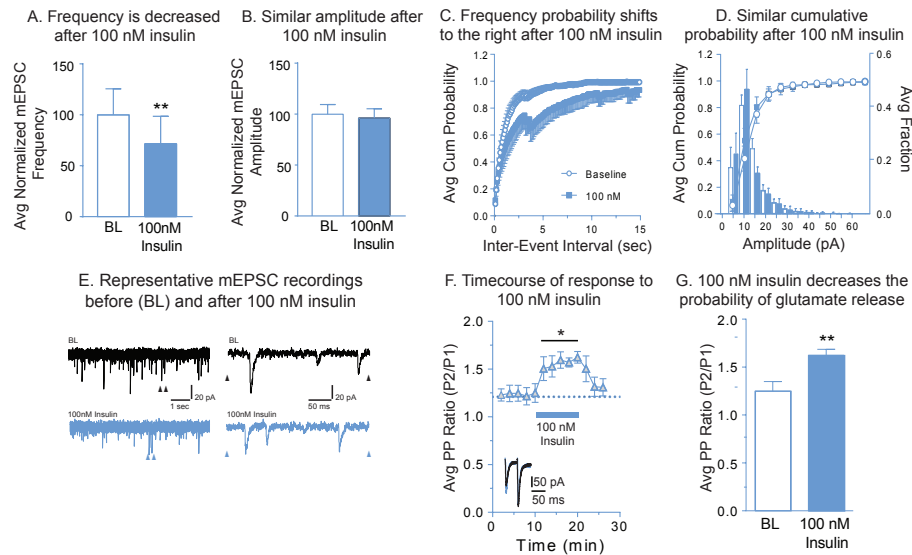 A. Frequency is decreased
after 100 nM insulin
Avg Normalized mEPSC
Frequency
150
100
50
0
**
BL
100nM
Insulin
B. Similar amplitude after
100 nM insulin
Avg Normalized mEPSC
Amplitude
150
100
50
0
BL
100nM
Insulin
C. Frequency probability shifts
to the right after 100 nM insulin
Avg Cum Probability
1.2
1.0
0.8
0.6
0.4
0.2
0.0
Baseline
100 nM
0
5
10
15
Inter-Event Interval (sec)
D. Similar cumulative
probability after 100 nM insulin
Avg Cum Probability
1.2
1.0
0.8
0.6
0.4
0.2
0.0
0.6
0.4
0.2
0.0
Avg Fraction
0 10 20 30 40 50 60
Amplitude (pA)
E. Representative mEPSC recordings
before (BL) and after 100 nM insulin
BL
BL
20 pA
1 sec
20 pA
50 ms
100nM Insulin
100nM Insulin
F. Timecourse of response to
100 nM insulin
Avg PP Ratio (P2/P1)
2.0
1.5
1.0
0.5
0.0
*
100 nM
Insulin
50 pA
50 ms
0
10
20
30
Time (min)
G. 100 nM insulin decreases the
probability of glutamate release
Avg PP Ratio (P2/P1)
2.0
1.5
1.0
0.5
0.0
**
BL
100 nM
Insulin